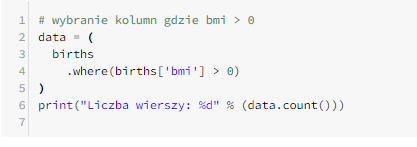 1 # wybranie kolumn gdzie bmi > 0
2 data = (
3   births
4     .where(births['bmi'] > 0)
5 )
6 print("Liczba wierszy: %d" % (data.count()))
7